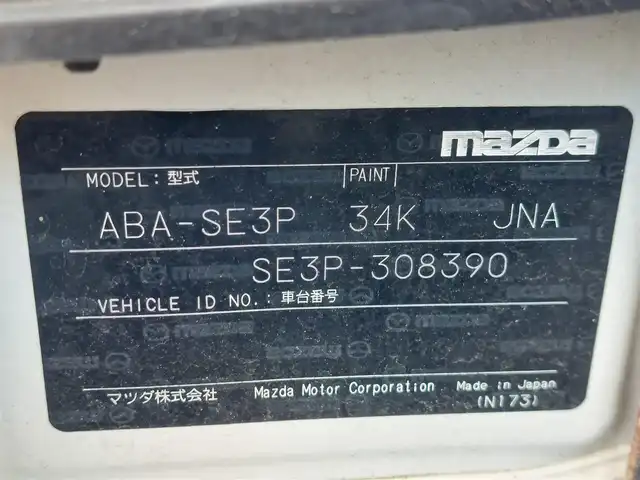 mazda
MODEL: 型式 PAINT
ABA-SE3P 34K JNA
SE3P-308390
VEHICLE ID NO.: 車台番号
マツダ株式会社 Mazda Motor Corporation Made in Japan
(N173)